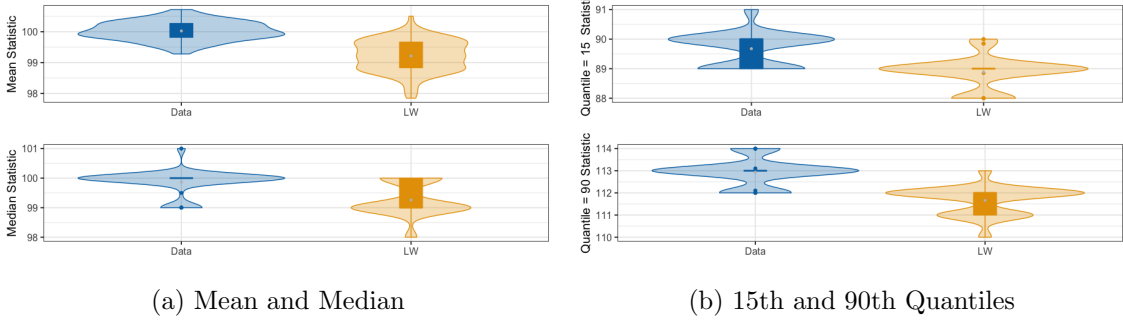 Mean Statistic
100
99
98
Data
LW
Median Statistic
101
100
99
98
Data
LW
(a) Mean and Median
Quantile = 15 Statistic
91
90
89
88
Data
LW
Quantile = 90 Statistic
114
113
112
111
110
Data
LW
(b) 15th and 90th Quantiles